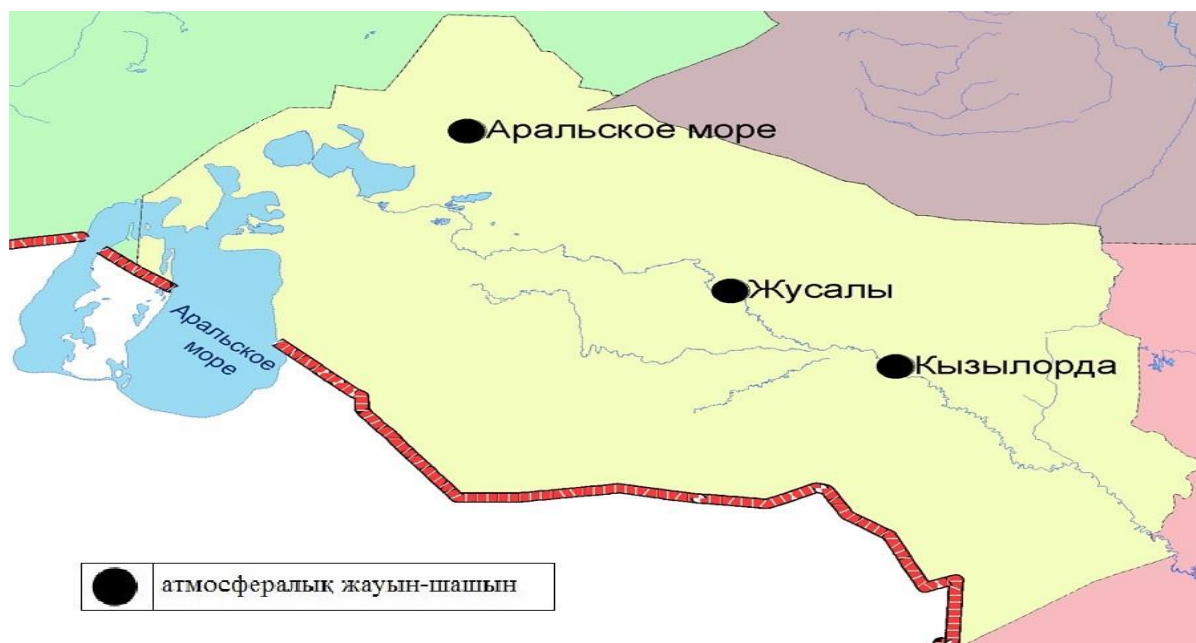 Аральское море
Жусалы
Кызылорда
Аральское
море
атмосфералық жауын-шашын